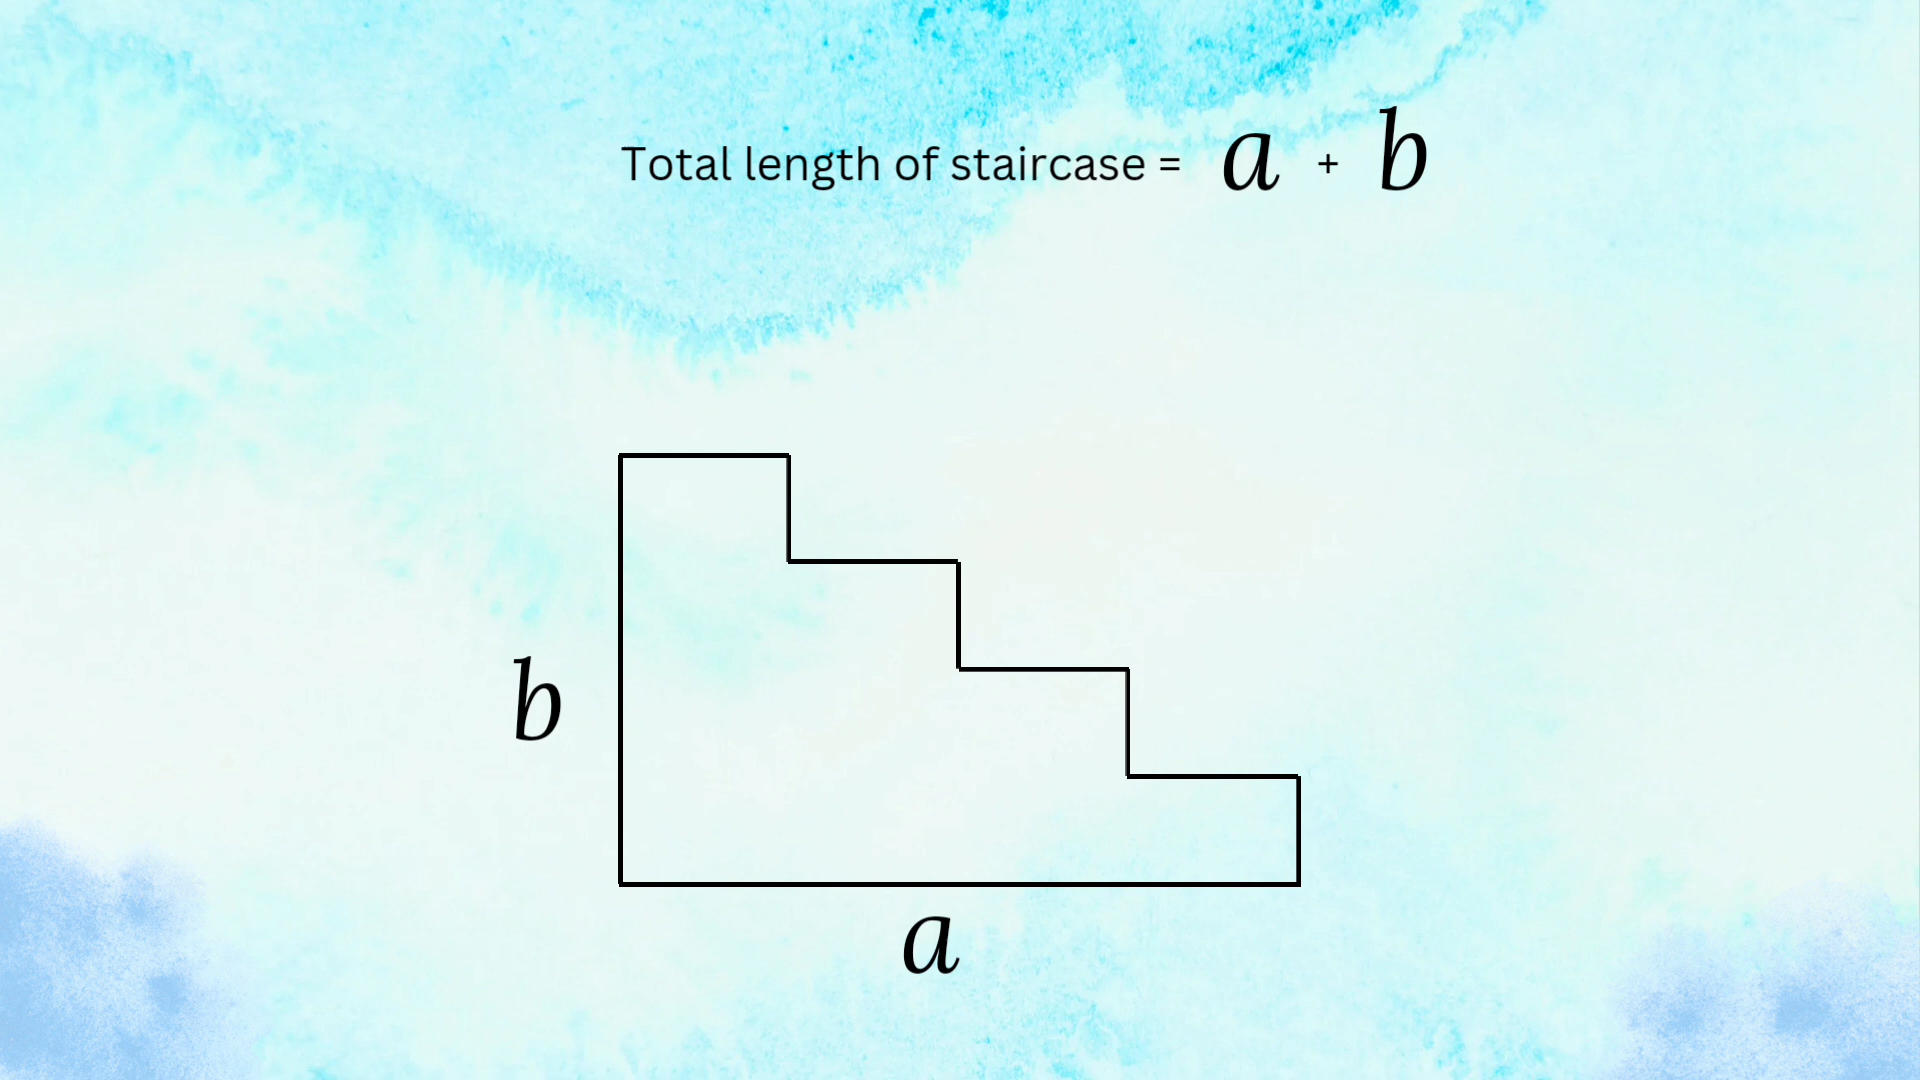 Total length of staircase = a + b
b
a